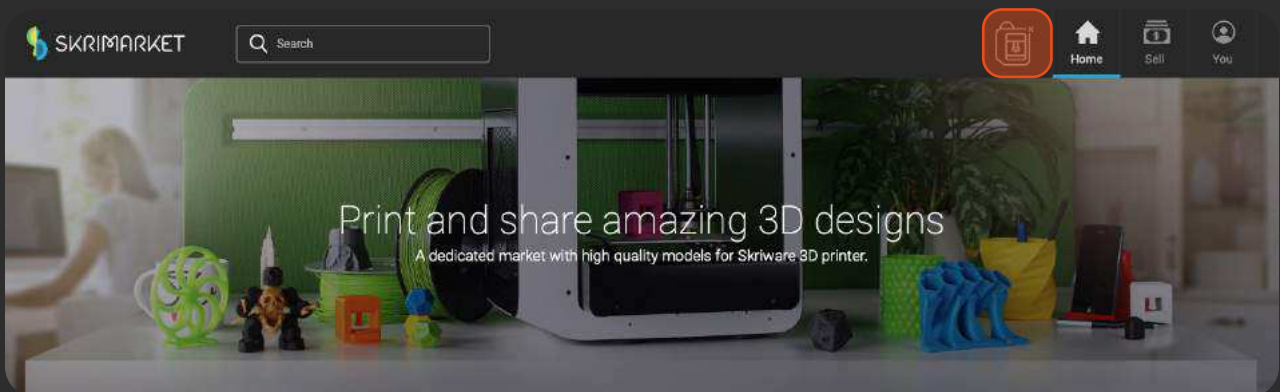 SKRIMARKET
Search
Home
Sell
You
Print and share amazing 3D designs
A dedicated market with high quality models for Skriware 3D printer.